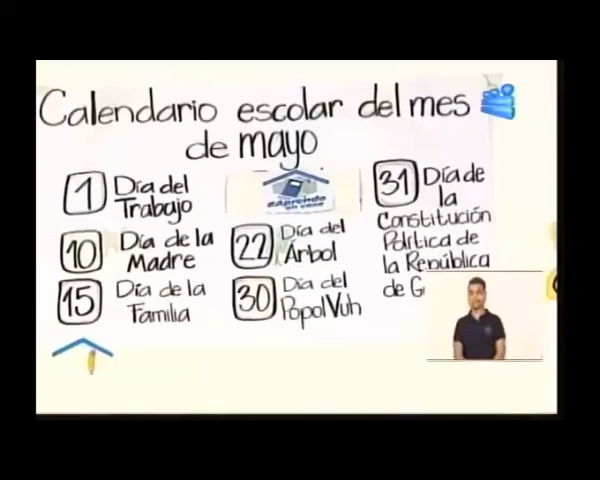 Calendario escolar del mes
de mayo
1 Día del
Trabajo
10 Día de la
Madre
15 Día de la
Familia
Aprendo
en casa
22 Día del
Árbol
30 Día del
Popol Vuh
31 Día de
la
Constitución
Política de
la República
de G